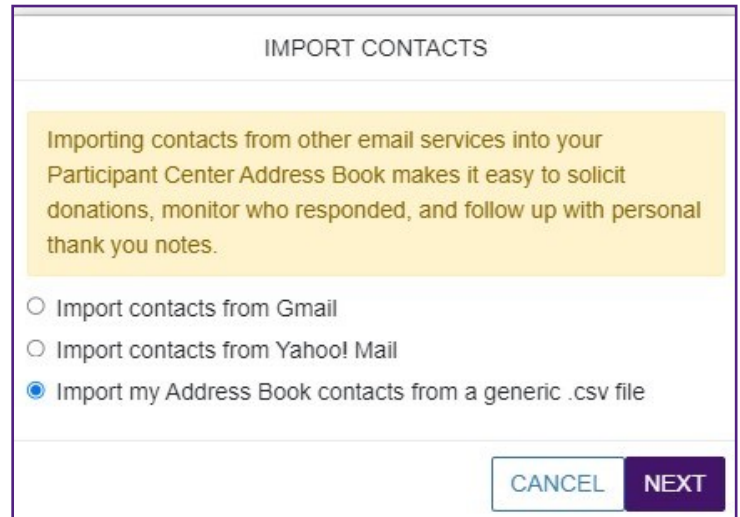 IMPORT CONTACTS
Importing contacts from other email services into your
Participant Center Address Book makes it easy to solicit
donations, monitor who responded, and follow up with personal
thank you notes.
Import contacts from Gmail
Import contacts from Yahoo! Mail
Import my Address Book contacts from a generic .csv file
CANCEL NEXT